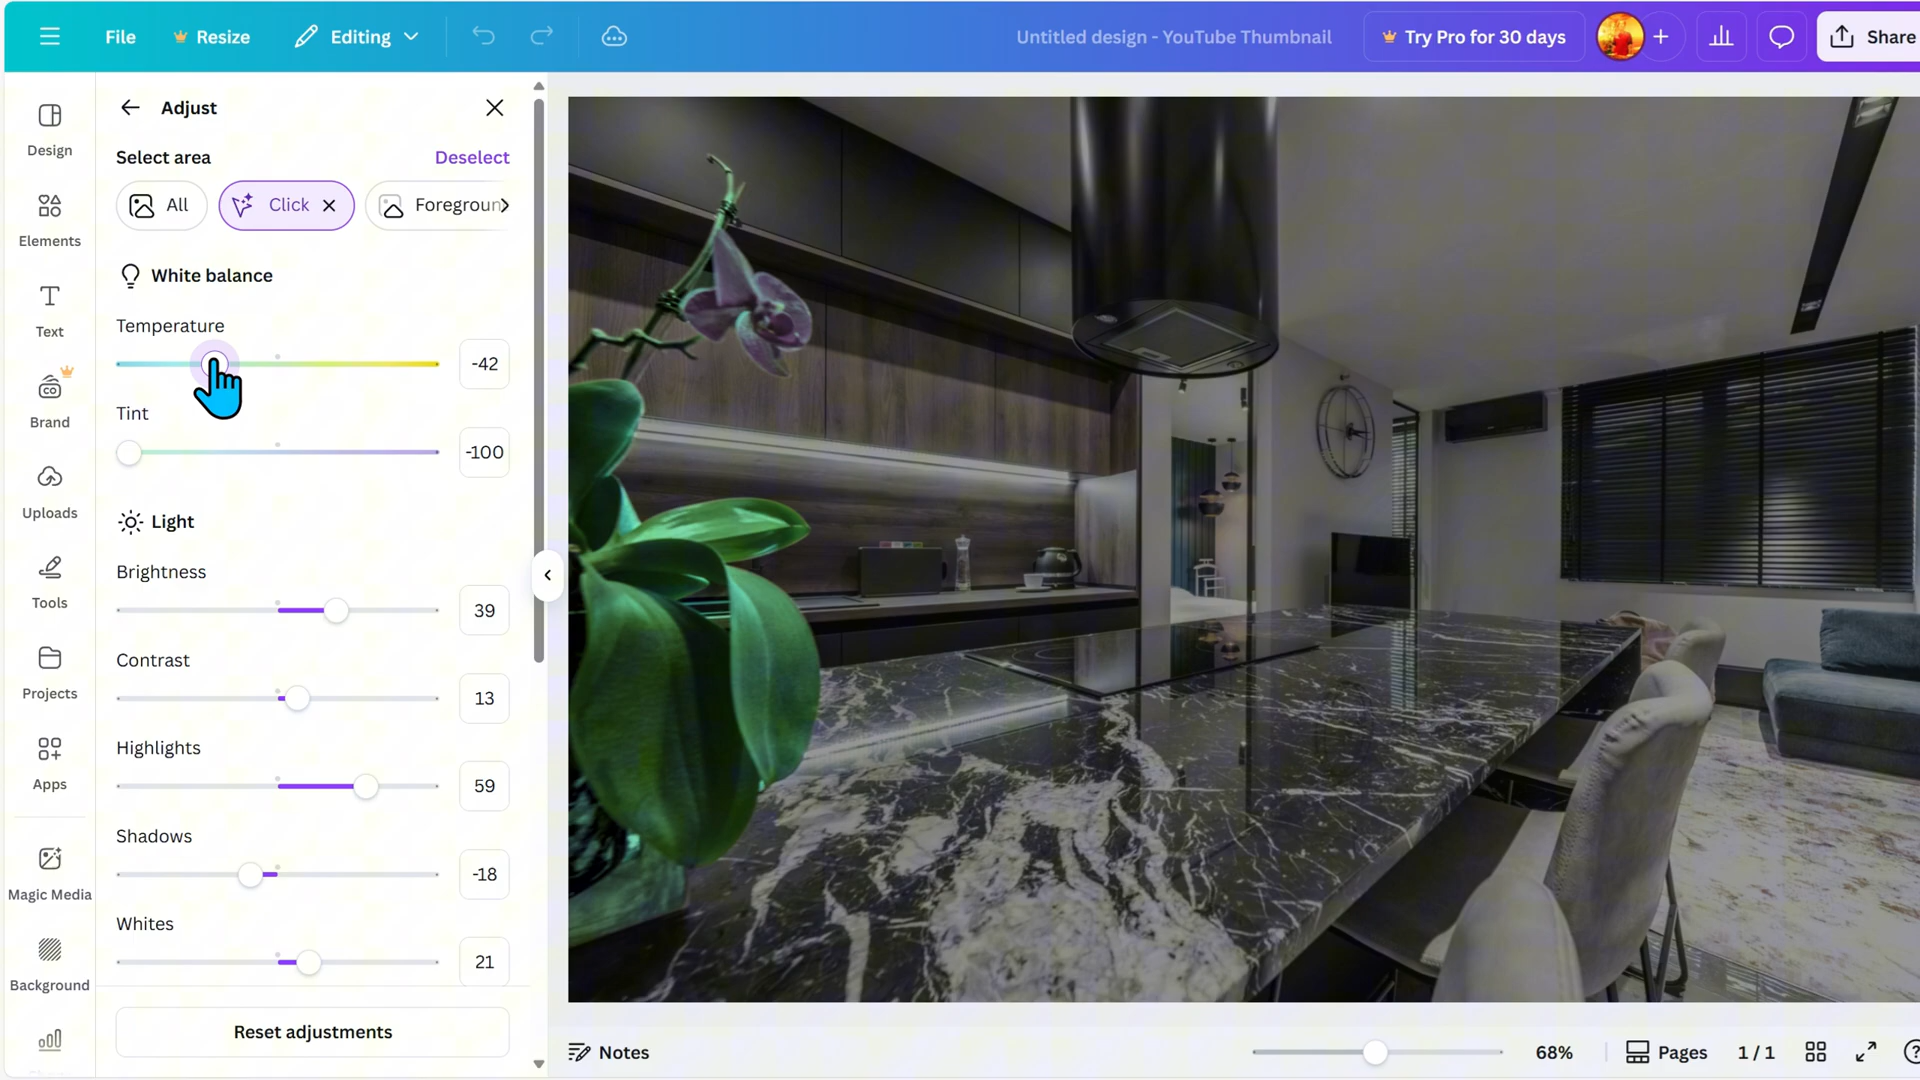 File
Resize
Editing
Untitled design - YouTube Thumbnail
Try Pro for 30 days
Share
Design
Elements
Text
Brand
Uploads
Tools
Projects
Apps
Magic Media
Background
Adjust
Select area
Deselect
All
Click
Foregroun
White balance
Temperature
-42
Tint
-100
Light
Brightness
39
Contrast
13
Highlights
59
Shadows
-18
Whites
21
Reset adjustments
Notes
68%
Pages
1 / 1